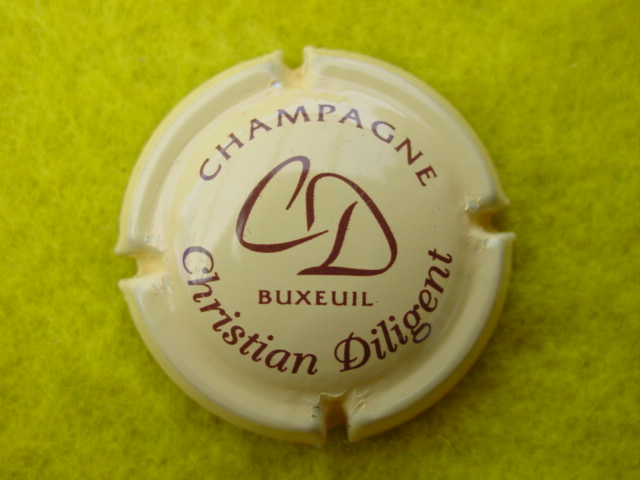 CHAMPAGNE
CD
BUXEUIL
Christian Diligent